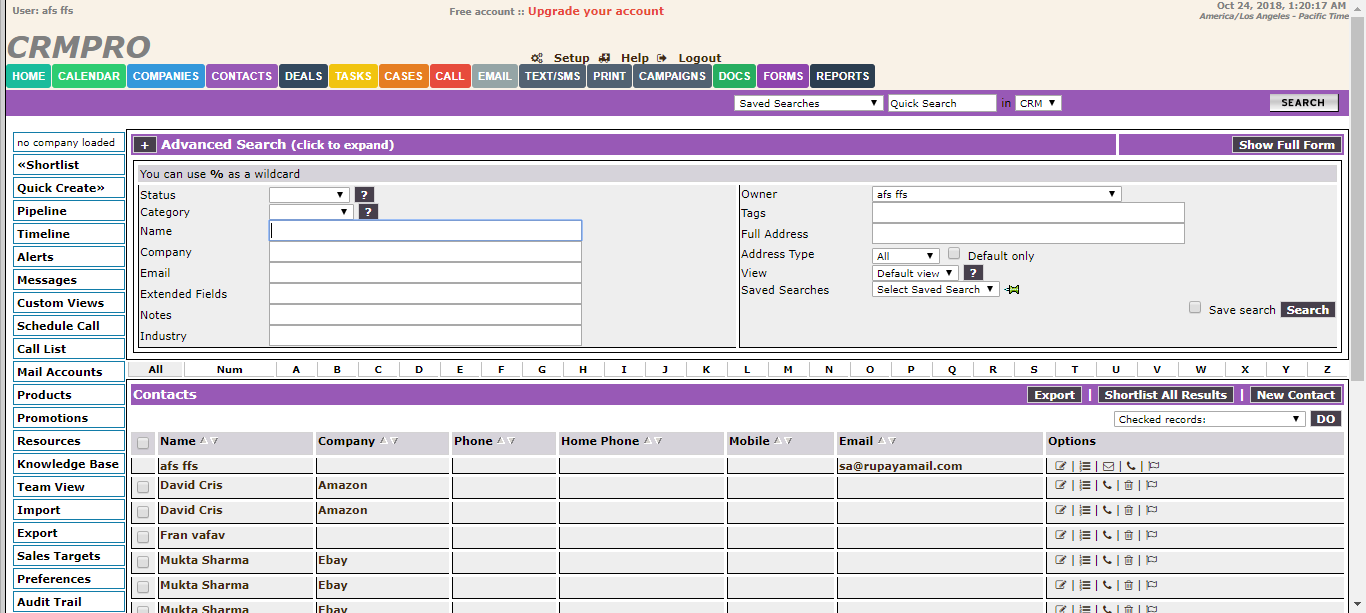 User: afs ffs
Free account :: Upgrade your account
Oct 24, 2018, 1:20:17 AM
America/Los Angeles - Pacific Time
CRMPRO
Setup Help Logout
HOME CALENDAR COMPANIES CONTACTS DEALS TASKS CASES CALL EMAIL TEXT/SMS PRINT CAMPAIGNS DOCS FORMS REPORTS
Saved Searches Quick Search in CRM SEARCH
no company loaded
«Shortlist
Quick Create»
Pipeline
Timeline
Alerts
Messages
Custom Views
Schedule Call
Call List
Mail Accounts
Products
Promotions
Resources
Knowledge Base
Team View
Import
Export
Sales Targets
Preferences
Audit Trail
+ Advanced Search (click to expand) Show Full Form
You can use % as a wildcard
Status ?
Category ?
Name
Company
Email
Extended Fields
Notes
Industry
Owner afs ffs
Tags
Full Address
Address Type All Default only
View Default view ?
Saved Searches Select Saved Search
Save search Search
All Num A B C D E F G H I J K L M N O P Q R S T U V W X Y Z
Contacts Export | Shortlist All Results | New Contact
Checked records: DO
Name Company Phone Home Phone Mobile Email Options
afs ffs sa@rupayamail.com | | | |
David Cris Amazon | | | |
David Cris Amazon | | | |
Fran vafav | | | |
Mukta Sharma Ebay | | | |
Mukta Sharma Ebay | | | |
Mukta Sharma Ebay | | | |